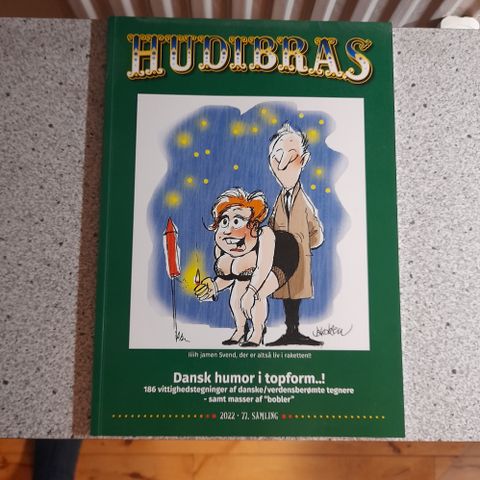 HUDIBRAS
iiiih jamen Svend, der er altså liv i raketten!!
Dansk humor i topform..!
186 vittighedstegninger af danske/verdensberømte tegnere
- samt masser af "bobler"
2022 - 77. SAMLING